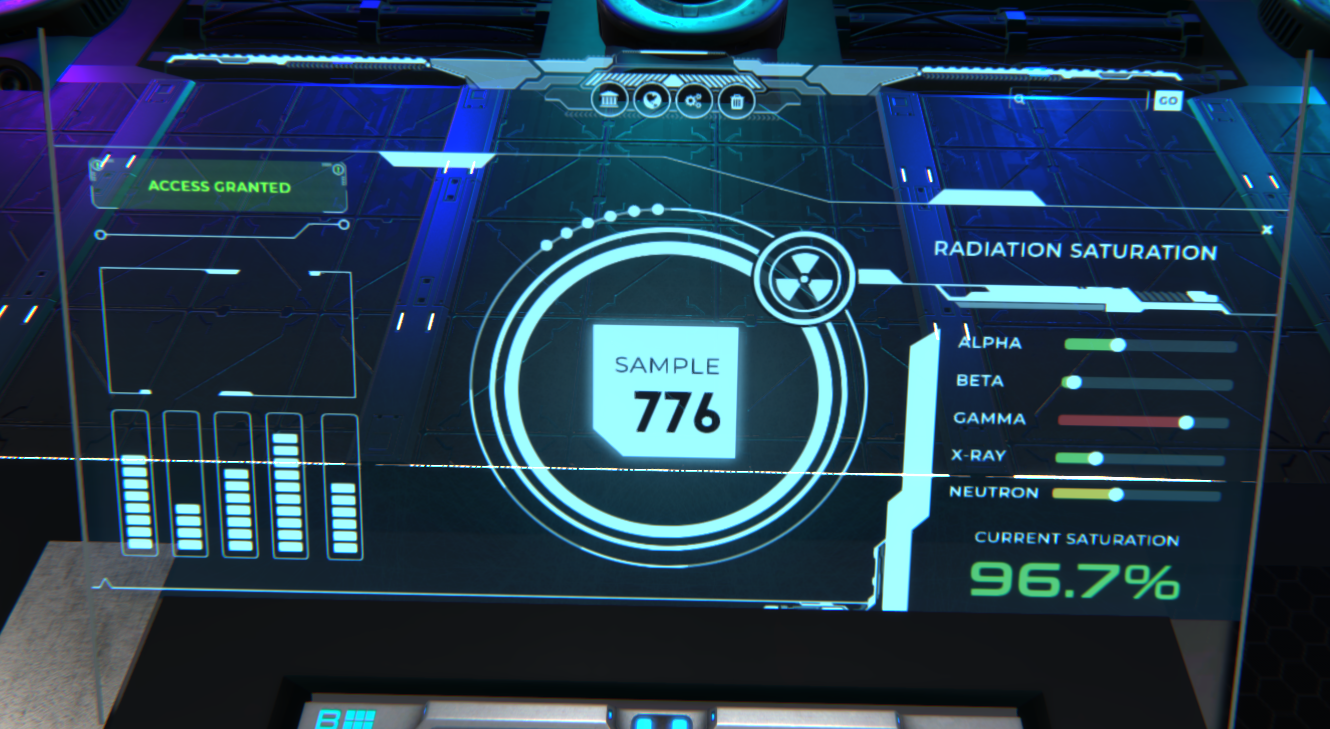 GO
ACCESS GRANTED
×
RADIATION SATURATION
SAMPLE
776
ALPHA
BETA
GAMMA
X-RAY
NEUTRON
CURRENT SATURATION
96.7%
B